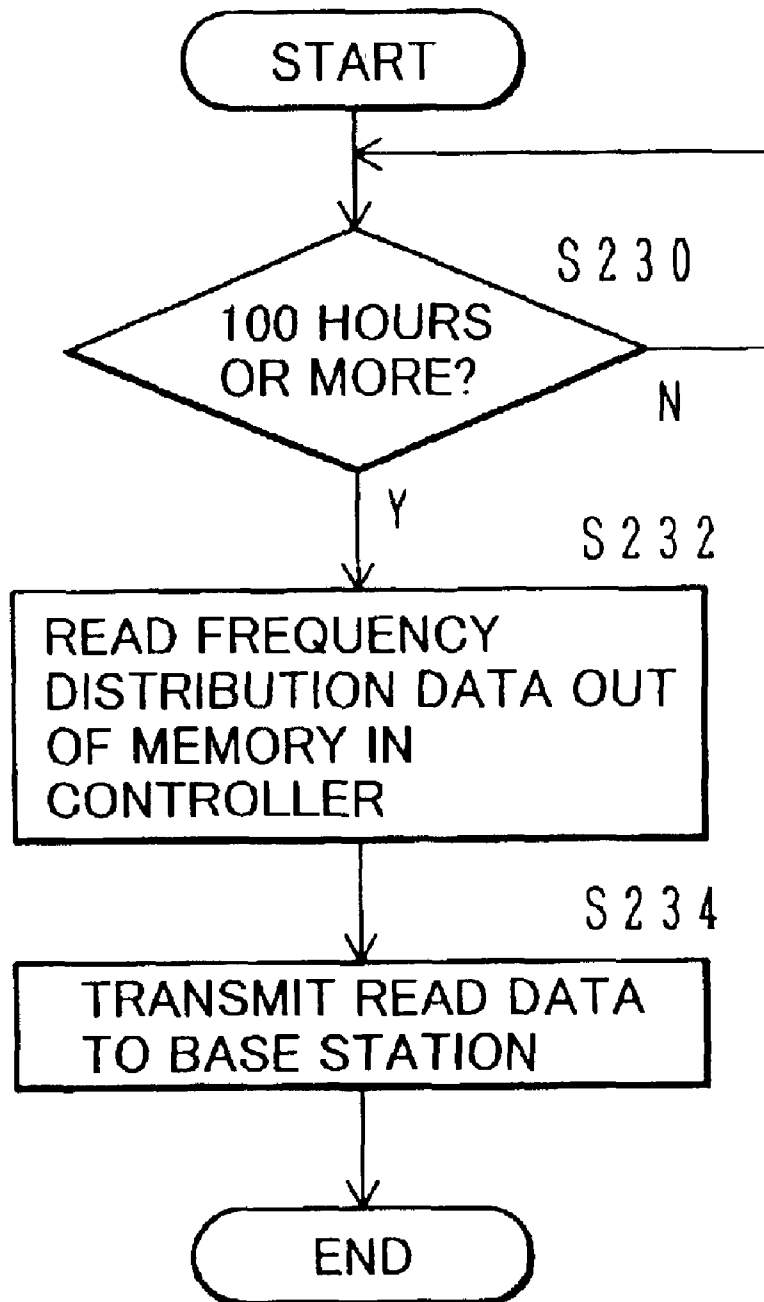 START
S230
100 HOURS
OR MORE?
N
Y
S232
READ FREQUENCY
DISTRIBUTION DATA OUT
OF MEMORY IN
CONTROLLER
S234
TRANSMIT READ DATA
TO BASE STATION
END